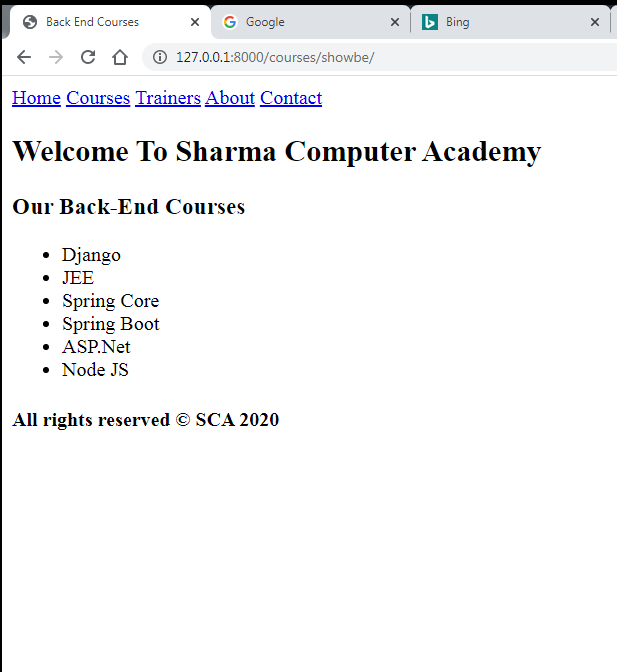 Back End Courses Google Bing
127.0.0.1:8000/courses/showbe/
Home Courses Trainers About Contact
Welcome To Sharma Computer Academy
Our Back-End Courses
Django
JEE
Spring Core
Spring Boot
ASP.Net
Node JS
All rights reserved © SCA 2020